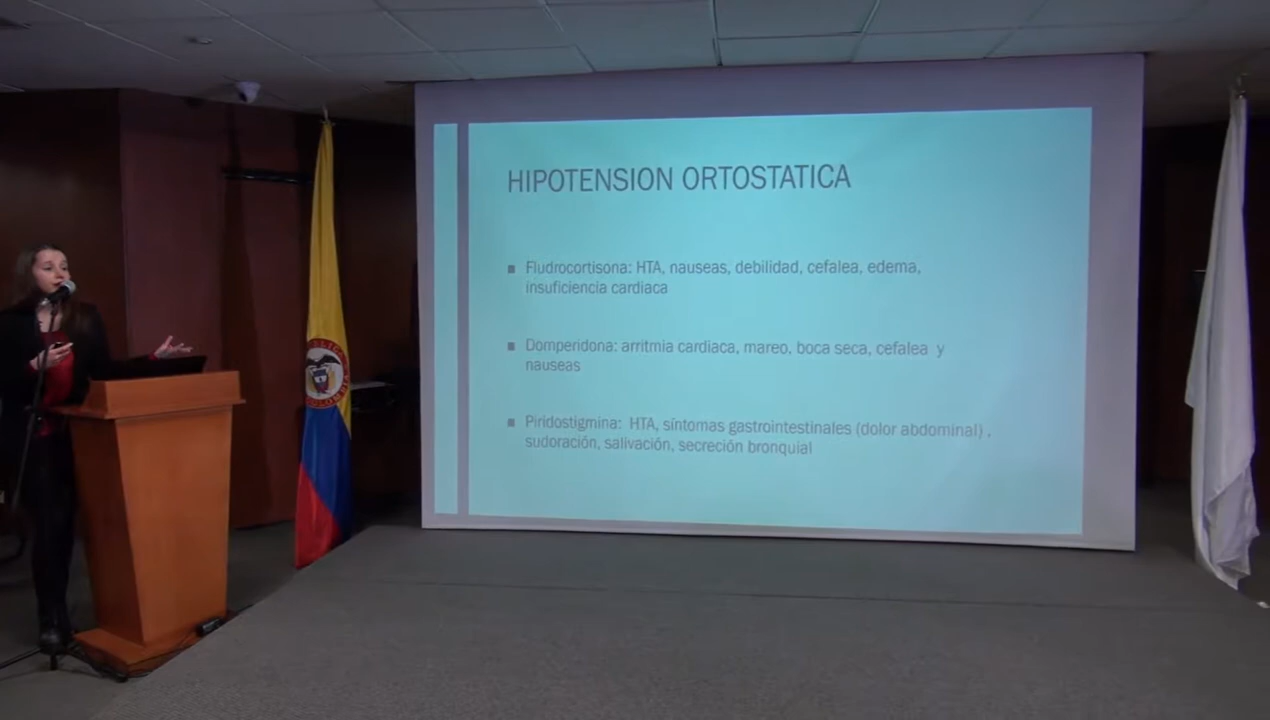 HIPOTENSION ORTOSTATICA
■ Fludrocortisona: HTA, nauseas, debilidad, cefalea, edema,
insuficiencia cardiaca
■ Domperidona: arritmia cardiaca, mareo, boca seca, cefalea y
nauseas
■ Piridostigmina: HTA, síntomas gastrointestinales (dolor abdominal) ,
sudoración, salivación, secreción bronquial